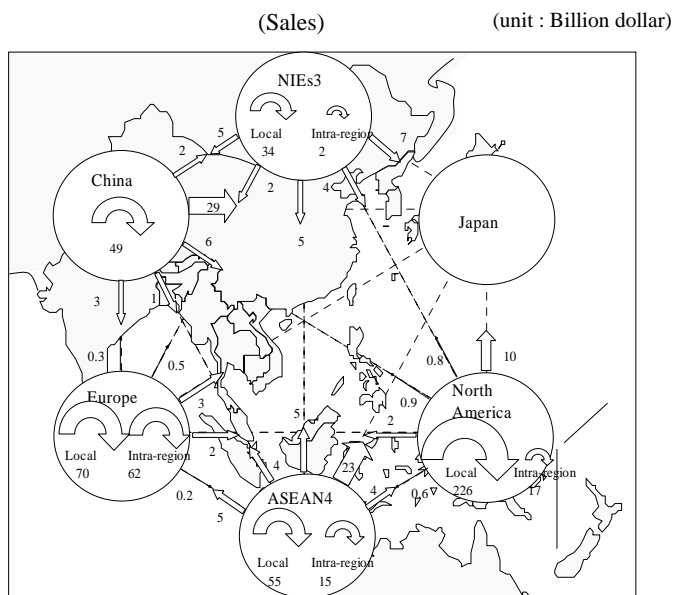 (Sales) (unit : Billion dollar)
NIEs3
Local Intra-region
34 2
5
7
2
2
4
China
49
29
5
6
Japan
3
1
0.3
0.5
0.8
10
Europe
Local Intra-region
70 62
3
2
0.9
2
North
America
Local Intra-region
226 17
5
4
23
4
0.6
0.2
5
ASEAN4
Local Intra-region
55 15